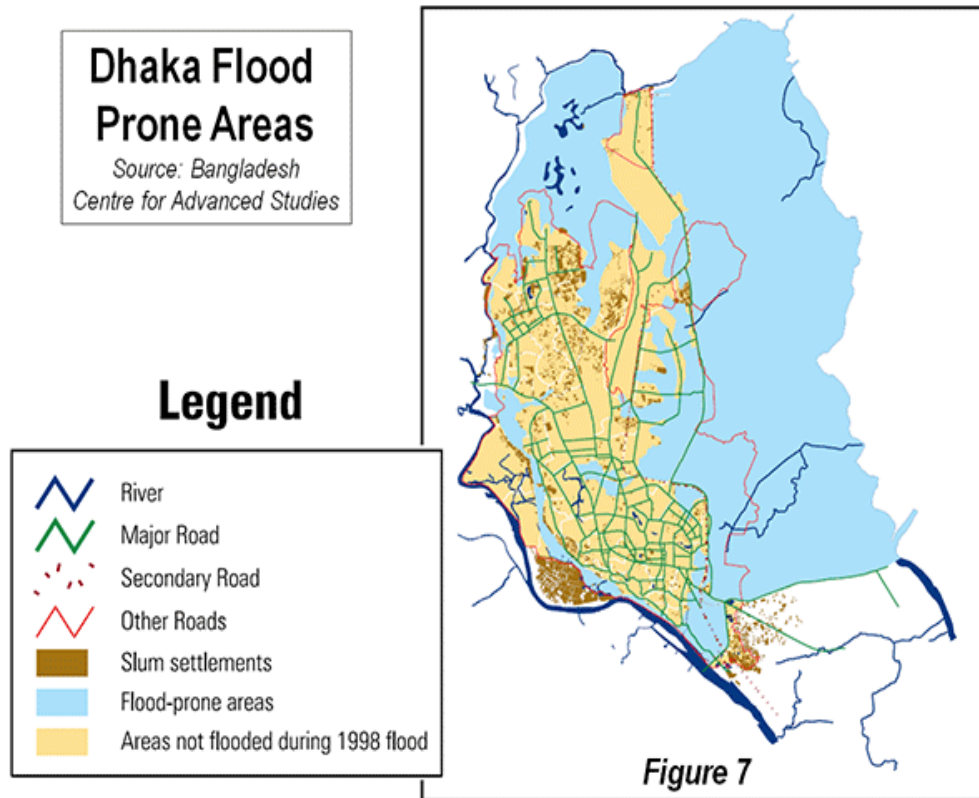 Dhaka Flood
Prone Areas
Source: Bangladesh
Centre for Advanced Studies
Legend
River
Major Road
Secondary Road
Other Roads
Slum settlements
Flood-prone areas
Areas not flooded during 1998 flood
Figure 7